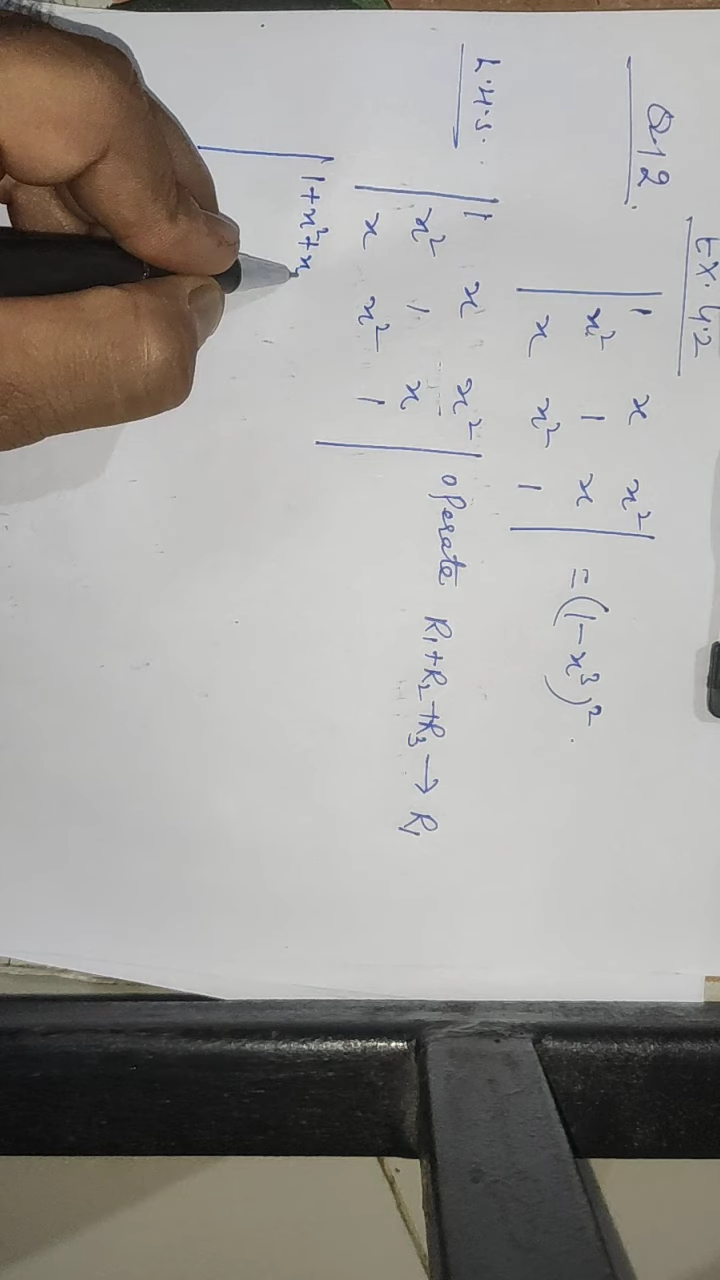 Ex. 4.2
Q12. | 1 x x² |
| x² 1 x | = (1-x³)².
| x x² 1 |
L.H.S. | 1 x x² |
| x² 1 x | operate R₁+R₂+R₃ → R₁
| x x² 1 |
| 1+x²+x